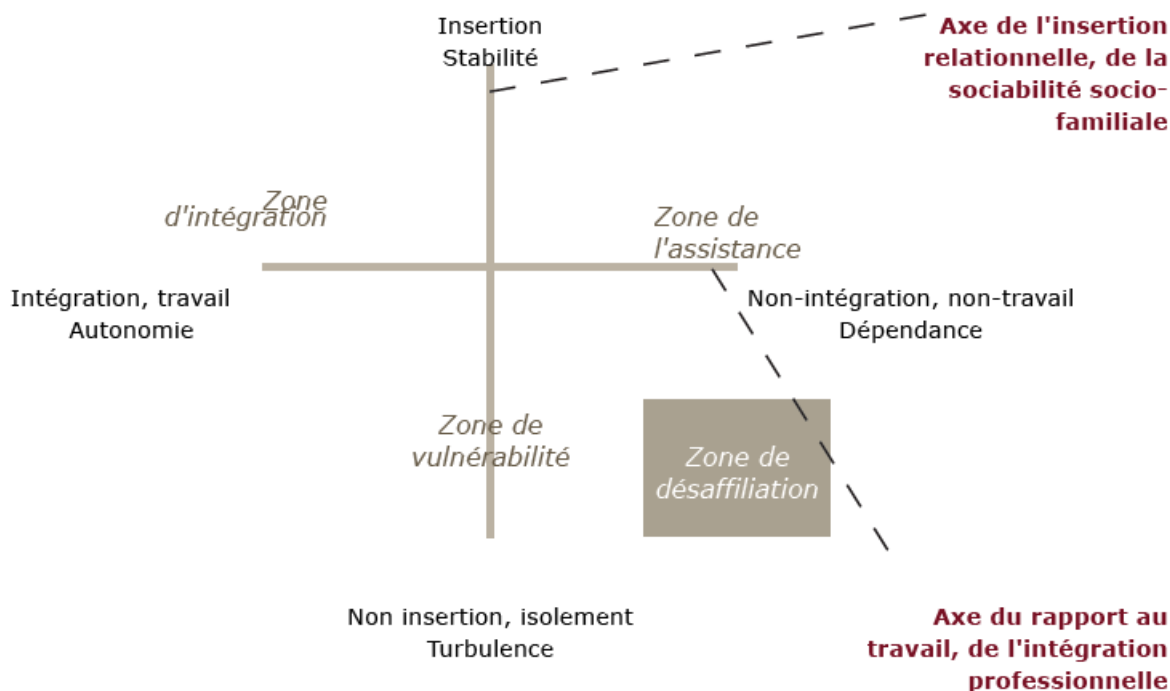 Insertion
Stabilité
Axe de l'insertion
relationnelle, de la
sociabilité socio-
familiale
Zone
d'intégration
Zone de
l'assistance
Intégration, travail
Autonomie
Non-intégration, non-travail
Dépendance
Zone de
vulnérabilité
Zone de
désaffiliation
Non insertion, isolement
Turbulence
Axe du rapport au
travail, de l'intégration
professionnelle